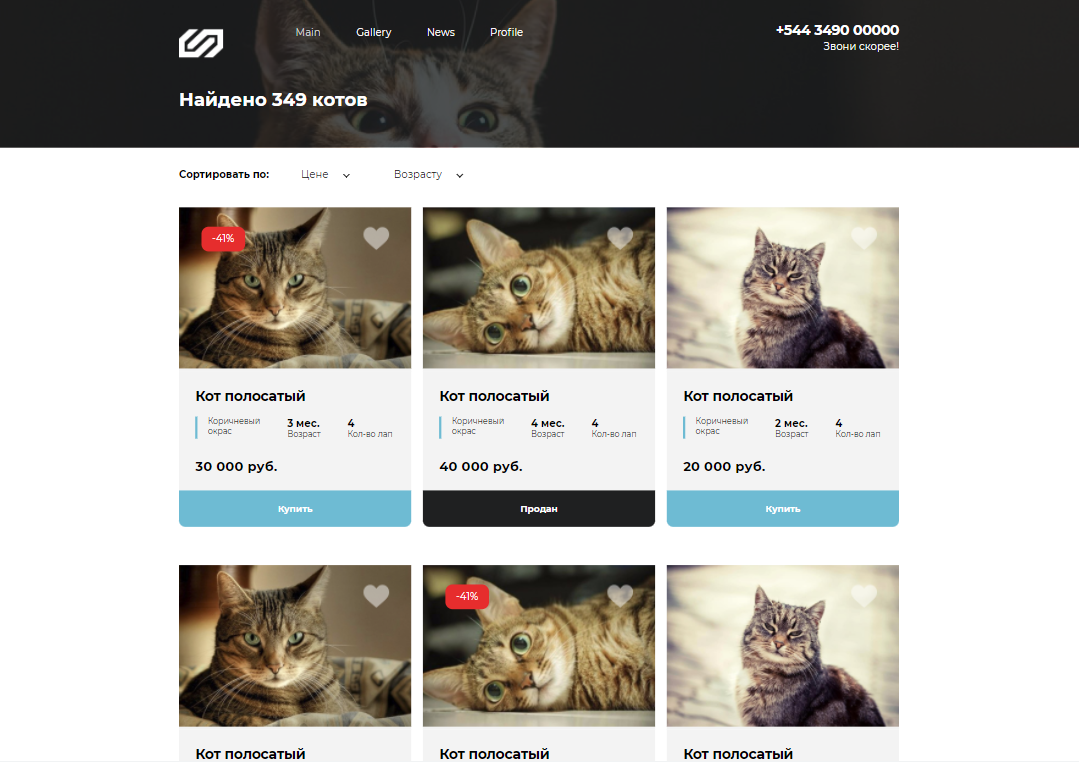 Main Gallery News Profile
+544 3490 00000
Звони скорее!
Найдено 349 котов
Сортировать по: Цене Возрасту
-41%
Кот полосатый
Коричневый
окрас
3 мес.
Возраст
4
Кол-во лап
30 000 руб.
Купить
Кот полосатый
Коричневый
окрас
4 мес.
Возраст
4
Кол-во лап
40 000 руб.
Продан
Кот полосатый
Коричневый
окрас
2 мес.
Возраст
4
Кол-во лап
20 000 руб.
Купить
Кот полосатый
-41%
Кот полосатый
Кот полосатый